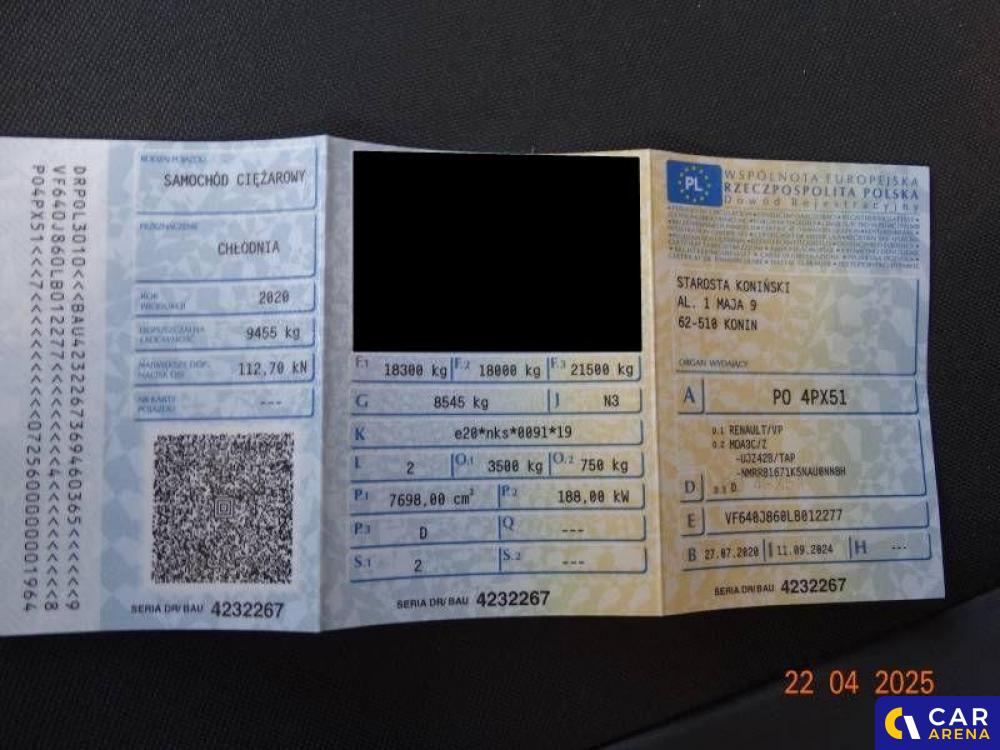 DRPOL3010<<<BAU4232267369460365<<<<<<9
VF640J860LB012277<<<<<<<<<4<<<<<<<<<<8
PO4PX51<<<7<<<<<<<<<<<0725600000001964
RODZAJ POJAZDU
SAMOCHÓD CIĘŻAROWY
PRZEZNACZENIE
CHŁODNIA
ROK PRODUKCJI 2020
DOPUSZCZALNA ŁADOWNOŚĆ 9455 kg
NAJWIĘKSZY DOP. NACISK OSI 112,70 kN
NR KARTY POJAZDU ---
SERIA DR/BAU 4232267
F.1 18300 kg F.2 18000 kg F.3 21500 kg
G 8545 kg J N3
K e20*nks*0091*19
L 2 O.1 3500 kg O.2 750 kg
P.1 7698,00 cm³ P.2 188,00 kW
P.3 D Q ---
S.1 2 S.2 ---
SERIA DR/BAU 4232267
PL
WSPÓLNOTA EUROPEJSKA
RZECZPOSPOLITA POLSKA
Dowód Rejestracyjny
STAROSTA KONIŃSKI
AL. 1 MAJA 9
62-510 KONIN
ORGAN WYDAJĄCY
A PO 4PX51
D.1 RENAULT/VP
D.2 MDA3C/Z
-UJZ42B/TAP
-NMRR81671K5NAU0NN8H
D D.3 D
E VF640J860LB012277
B 27.07.2020 I 11.09.2024 H ---
SERIA DR/BAU 4232267
22 04 2025
CAR
ARENA